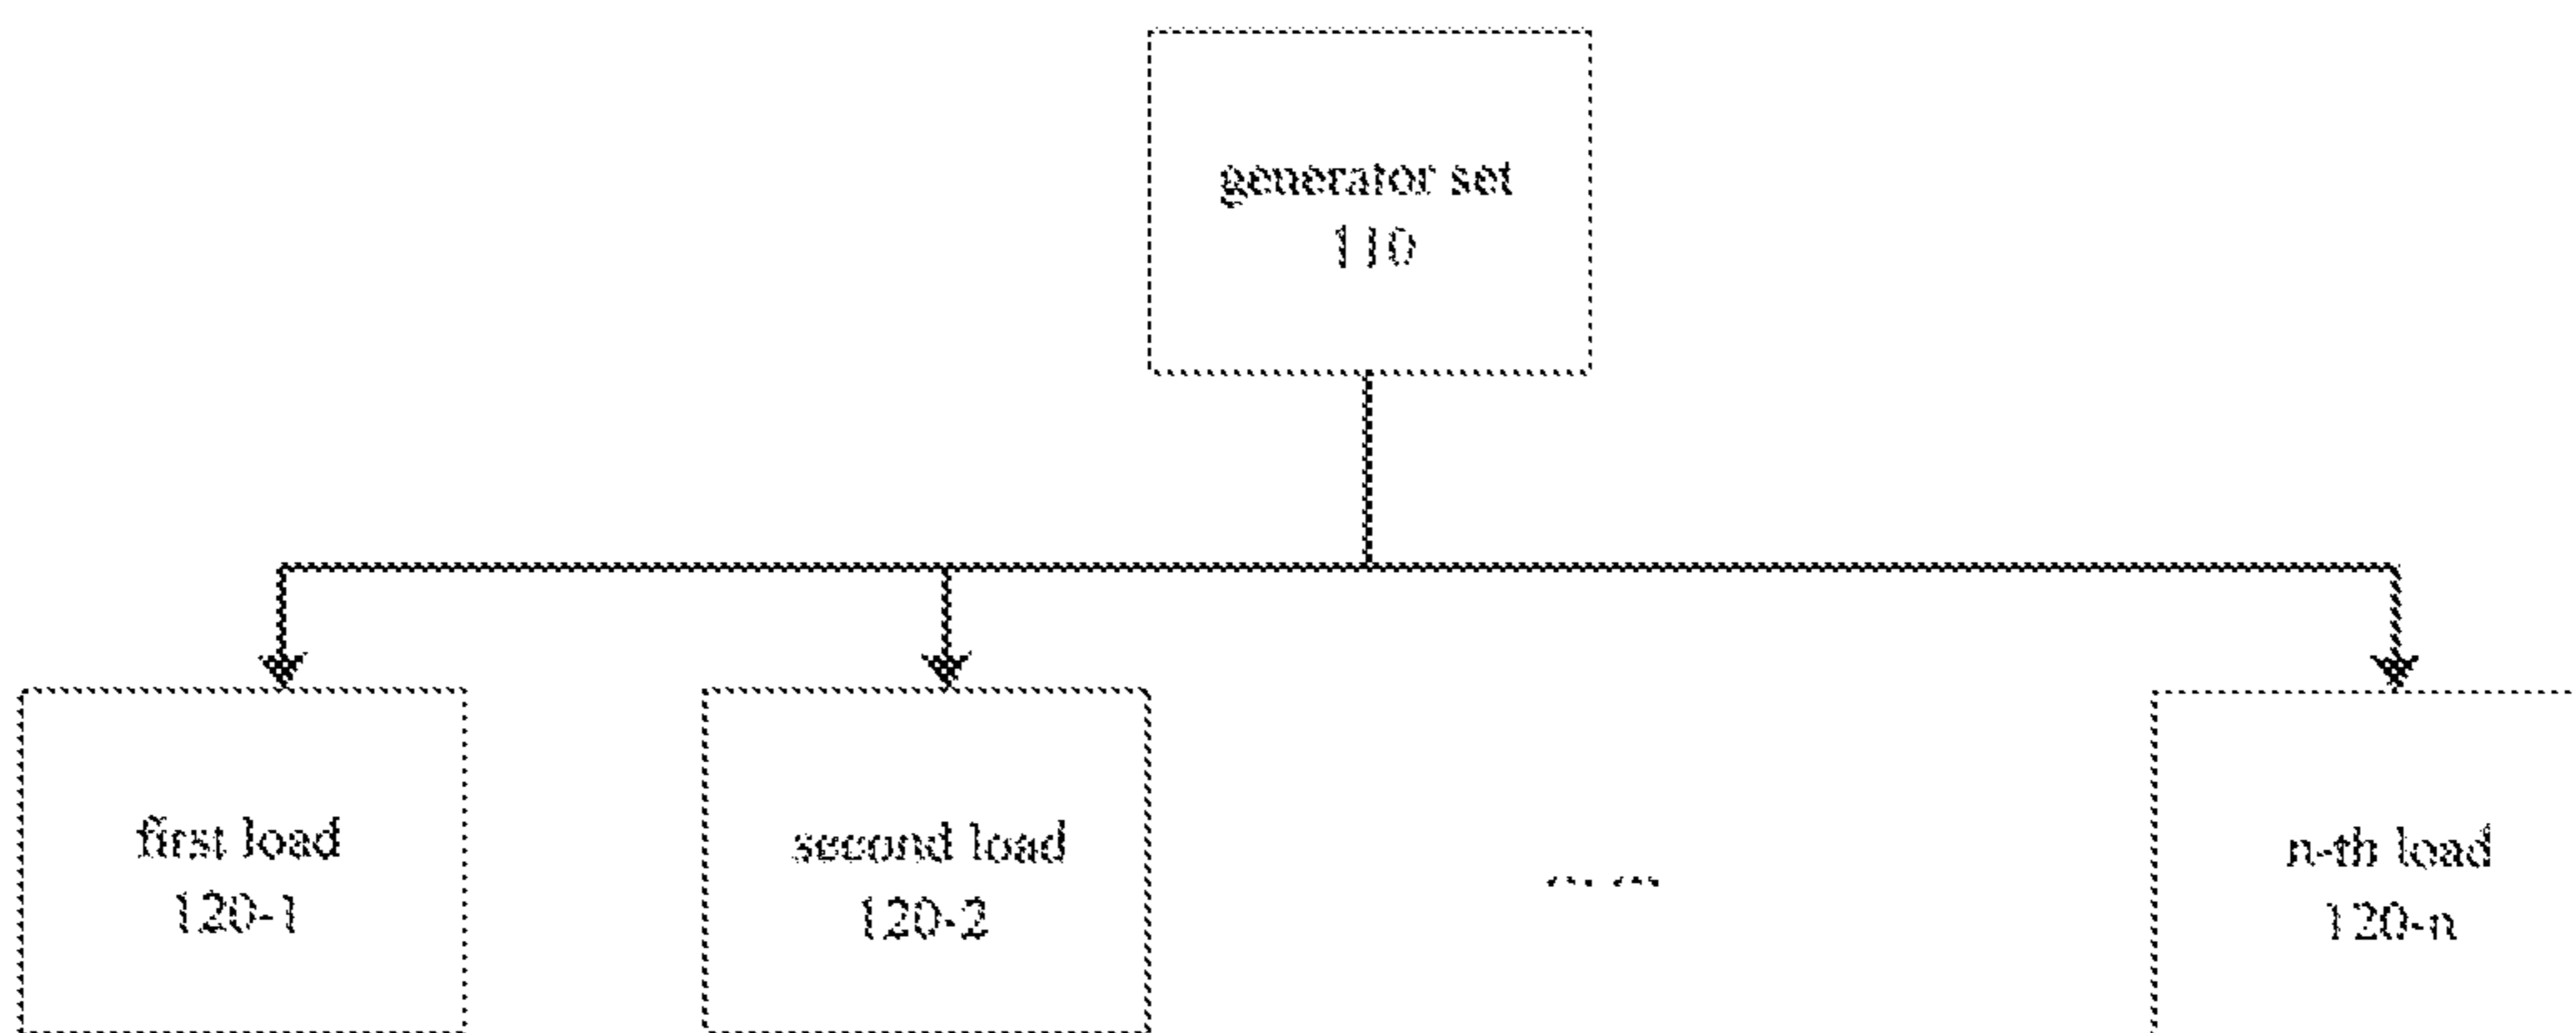 generator set
110
first load
120-1
second load
120-2
... ...
n-th load
120-n